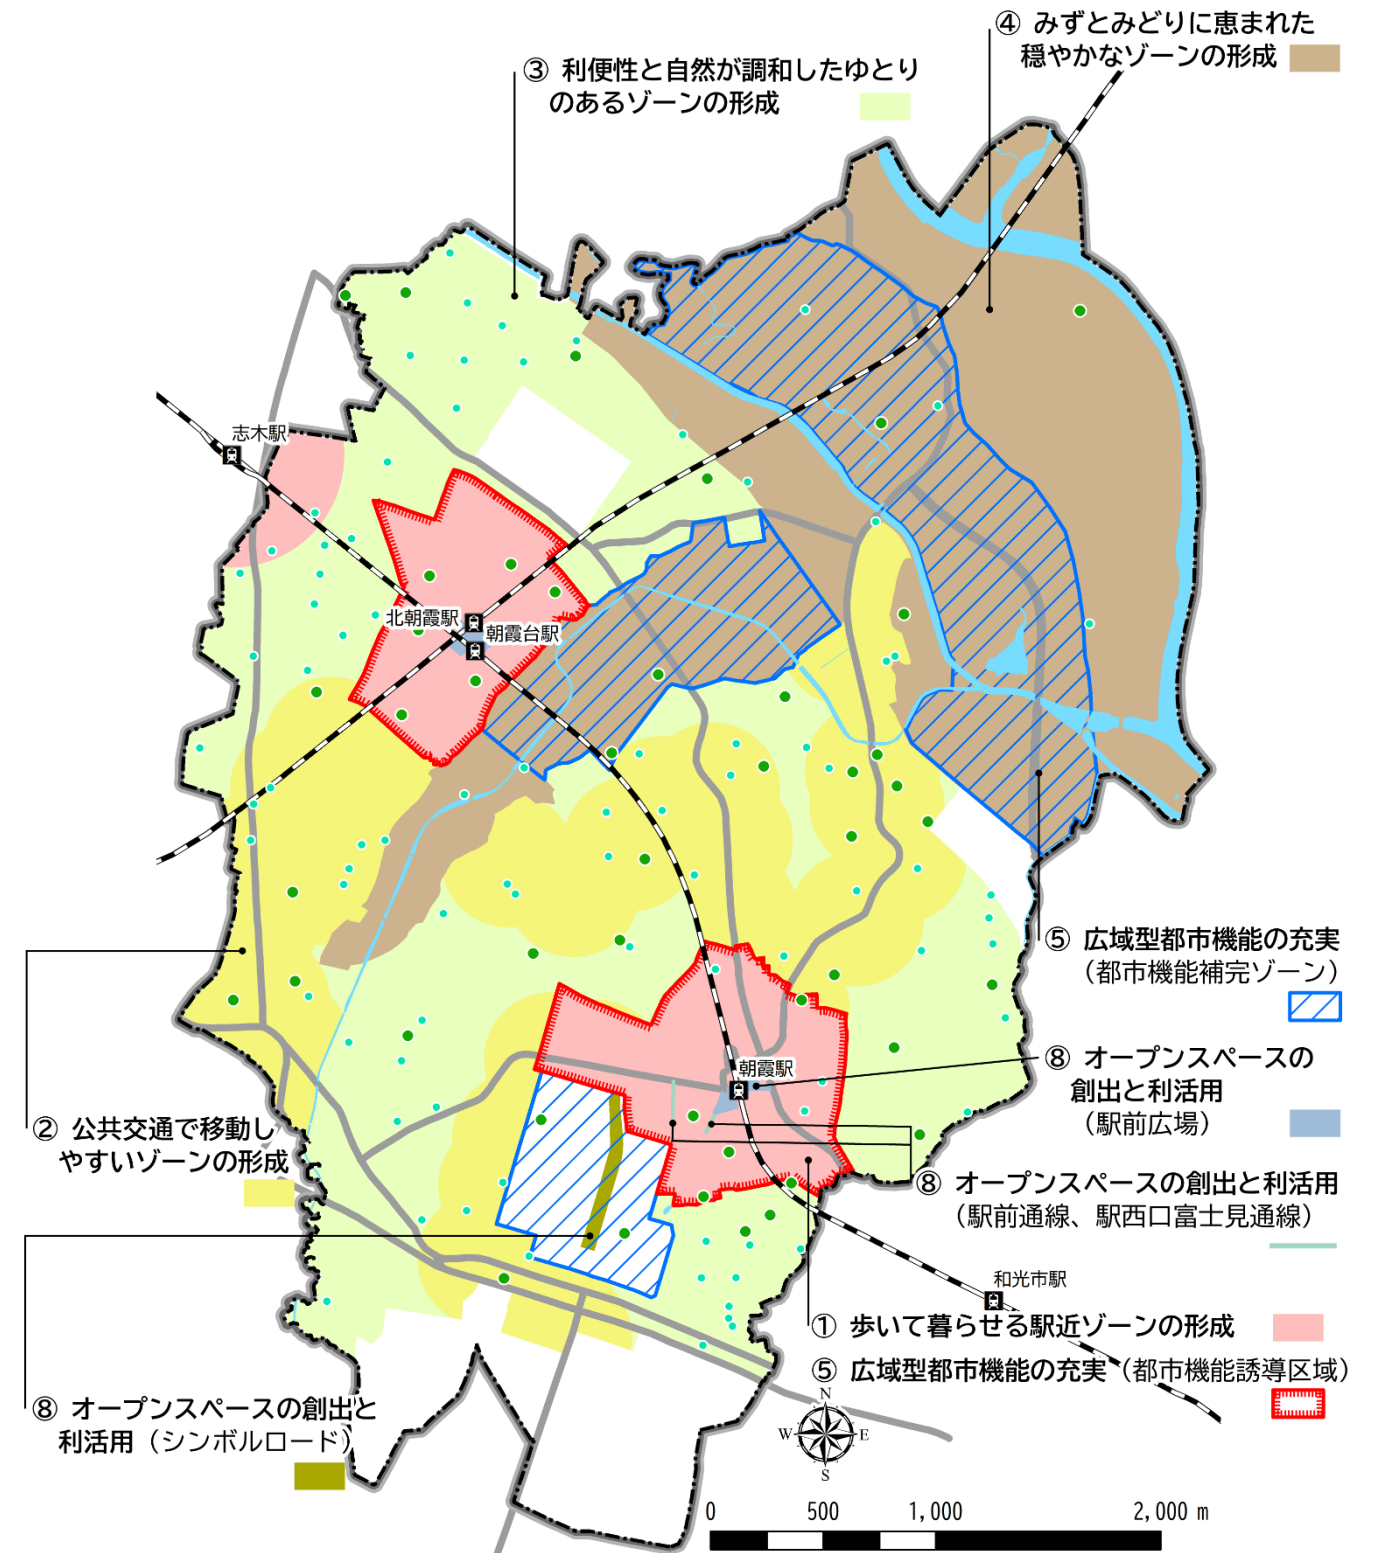 ④ みずとみどりに恵まれた
穏やかなゾーンの形成
③ 利便性と自然が調和したゆとり
のあるゾーンの形成
志木駅
北朝霞駅
朝霞台駅
⑤ 広域型都市機能の充実
（都市機能補完ゾーン）
⑧ オープンスペースの
創出と利活用
（駅前広場）
朝霞駅
② 公共交通で移動し
やすいゾーンの形成
⑧ オープンスペースの創出と利活用
（駅前通線、駅西口富士見通線）
和光市駅
① 歩いて暮らせる駅近ゾーンの形成
⑤ 広域型都市機能の充実（都市機能誘導区域）
⑧ オープンスペースの創出と
利活用（シンボルロード）
N
W E
S
0 500 1,000 2,000 m